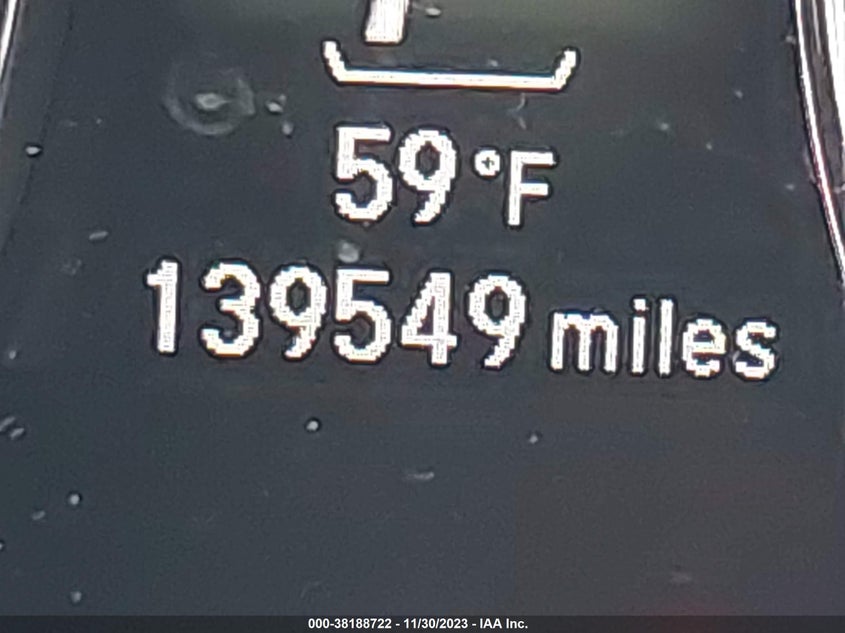 59 °F
139549 miles
000-38188722 - 11/30/2023 - IAA Inc.